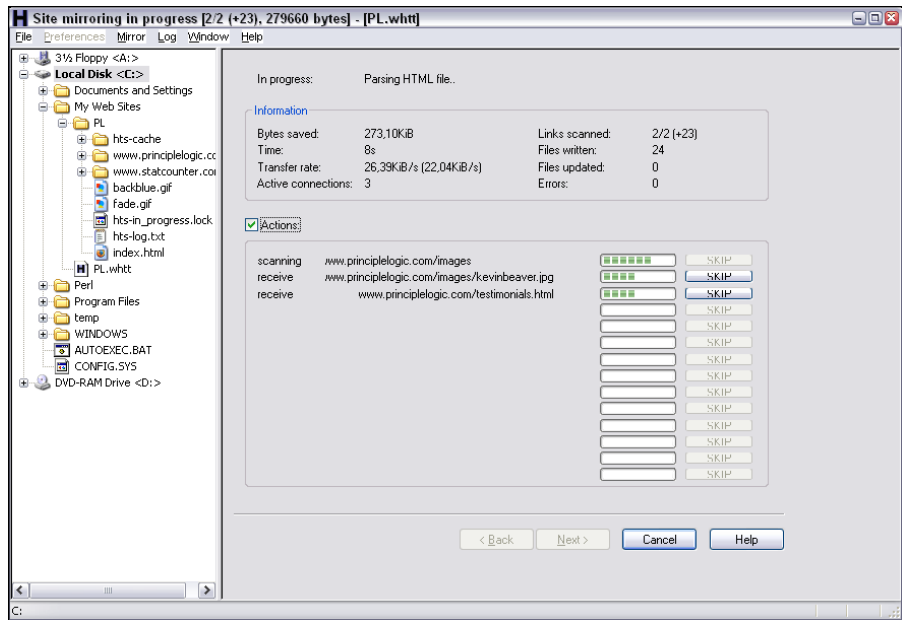 H Site mirroring in progress [2/2 (+23), 279660 bytes] - [PL.whtt]
File Preferences Mirror Log Window Help
3½ Floppy <A:>
Local Disk <C:>
Documents and Settings
My Web Sites
PL
hts-cache
www.principlelogic.cc
www.statcounter.coi
backblue.gif
fade.gif
hts-in_progress.lock
hts-log.txt
index.html
H PL.whtt
Perl
Program Files
temp
WINDOWS
AUTOEXEC.BAT
CONFIG.SYS
DVD-RAM Drive <D:>
In progress: Parsing HTML file..
Information
Bytes saved: 273,10KiB Links scanned: 2/2 (+23)
Time: 8s Files written: 24
Transfer rate: 26,39KiB/s (22,04KiB/s) Files updated: 0
Active connections: 3 Errors: 0
Actions:
scanning www.principlelogic.com/images SKIP
receive www.principlelogic.com/images/kevinbeaver.jpg SKIP
receive www.principlelogic.com/testimonials.html SKIP
SKIP
SKIP
SKIP
SKIP
SKIP
SKIP
SKIP
SKIP
SKIP
SKIP
SKIP
< Back Next > Cancel Help
C: